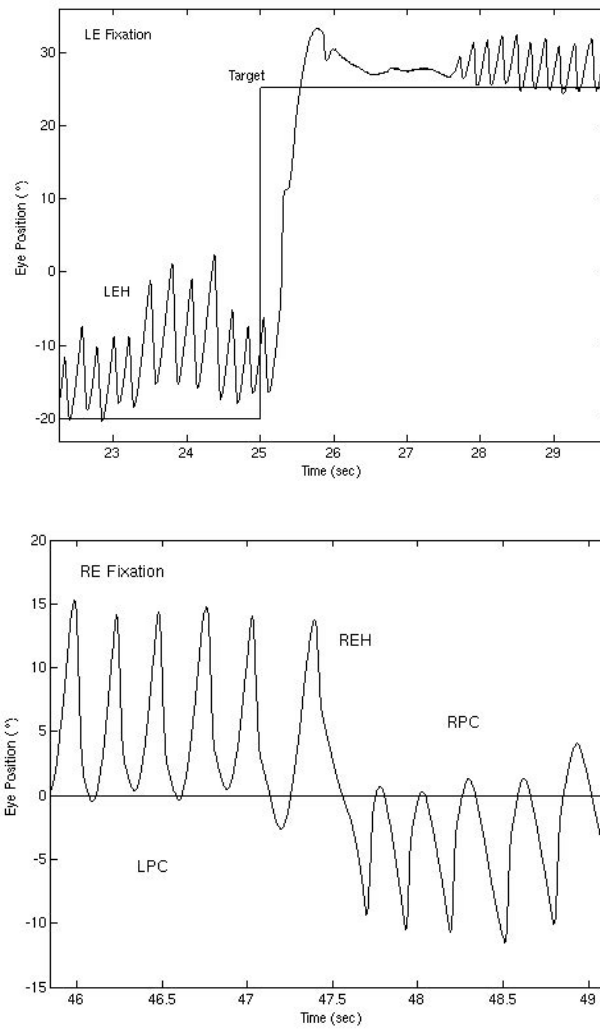 LE Fixation
30
Target
20
10
0
LEH
-10
-20
23 24 25 26 27 28 29
Time (sec)
Eye Position (°)
20
RE Fixation
15
REH
10
RPC
5
0
LPC
-5
-10
-15
46 46.5 47 47.5 48 48.5 49
Time (sec)
Eye Position (°)